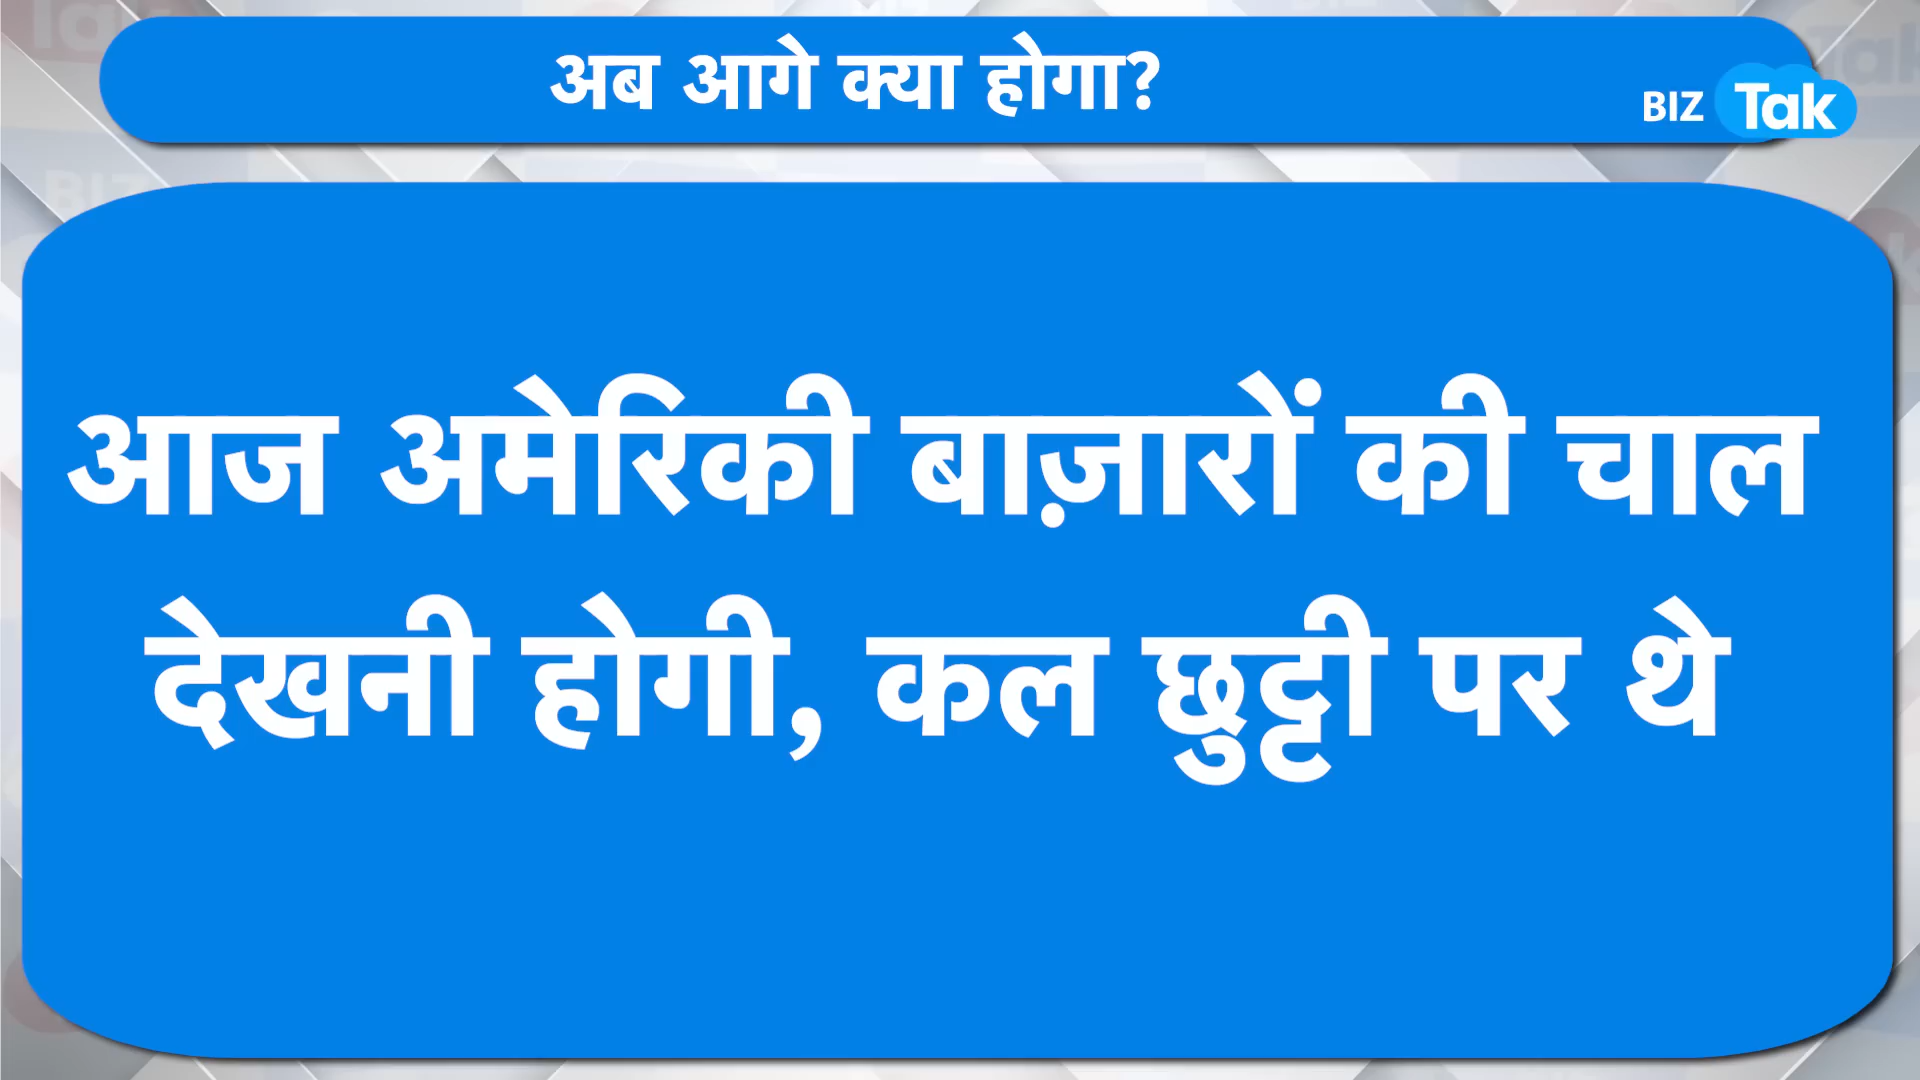 अब आगे क्या होगा?
BIZ Tak
आज अमेरिकी बाज़ारों की चाल
देखनी होगी, कल छुट्टी पर थे